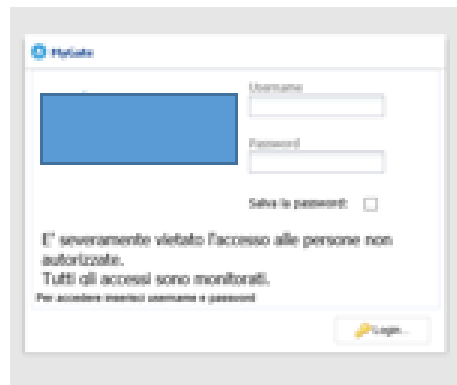 MyGate
Username
Password
Salva la password:
E' severamente vietato l'accesso alle persone non
autorizzate.
Tutti gli accessi sono monitorati.
Per accedere inserisci username e password
Login...